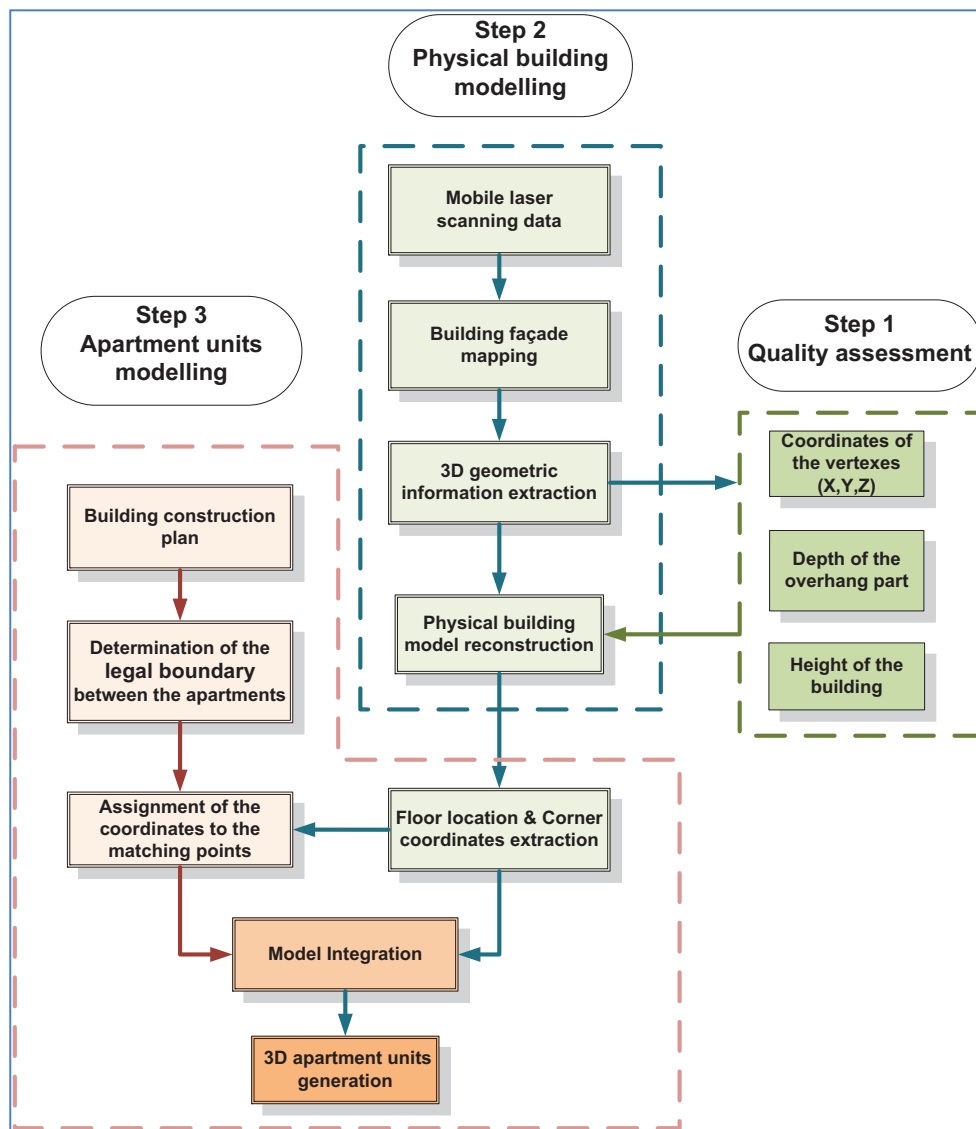 Step 2
Physical building
modelling
Mobile laser
scanning data
Building façade
mapping
3D geometric
information extraction
Physical building
model reconstruction
Step 1
Quality assessment
Coordinates of
the vertexes
(X,Y,Z)
Depth of the
overhang part
Height of the
building
Step 3
Apartment units
modelling
Building construction
plan
Determination of the
legal boundary
between the apartments
Assignment of the
coordinates to the
matching points
Floor location & Corner
coordinates extraction
Model Integration
3D apartment units
generation